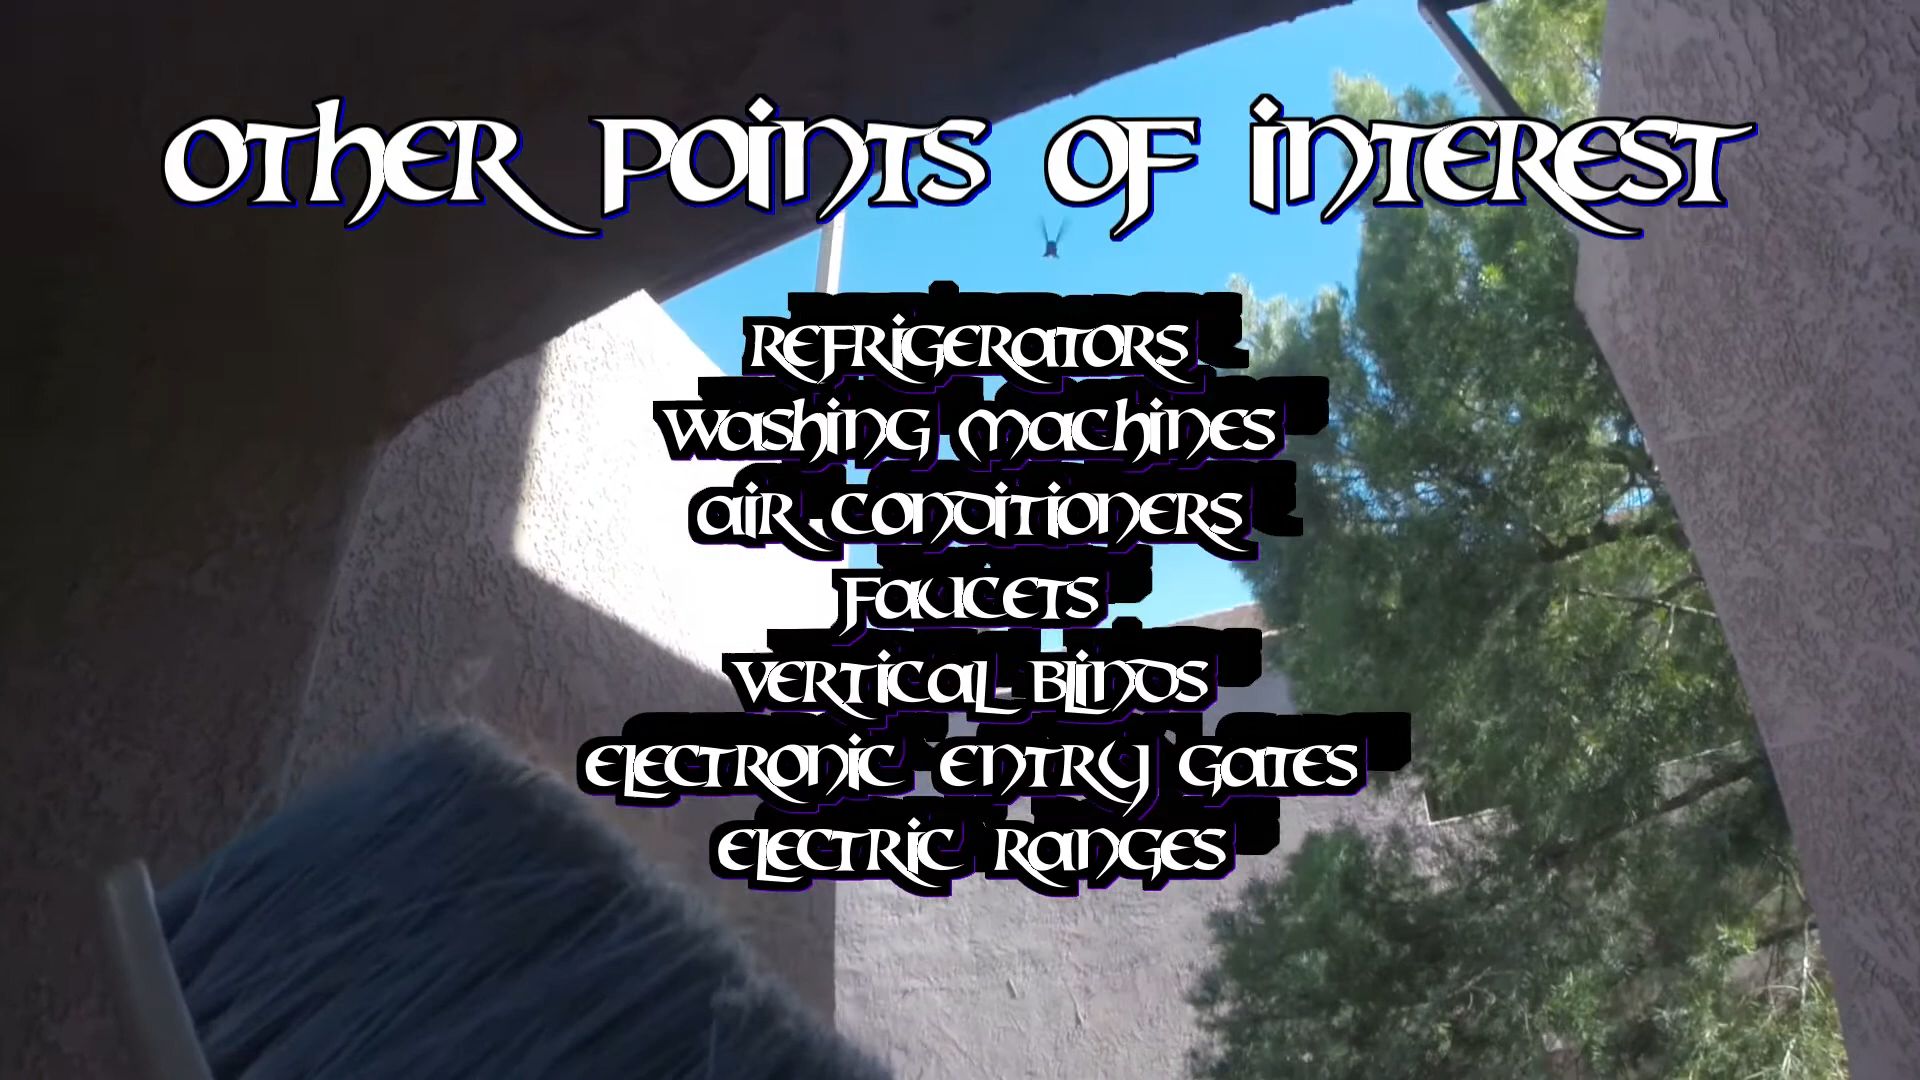 Other Points of Interest
Refrigerators
Washing Machines
Air Conditioners
Faucets
Vertical Blinds
Electronic Entry Gates
Electric Ranges